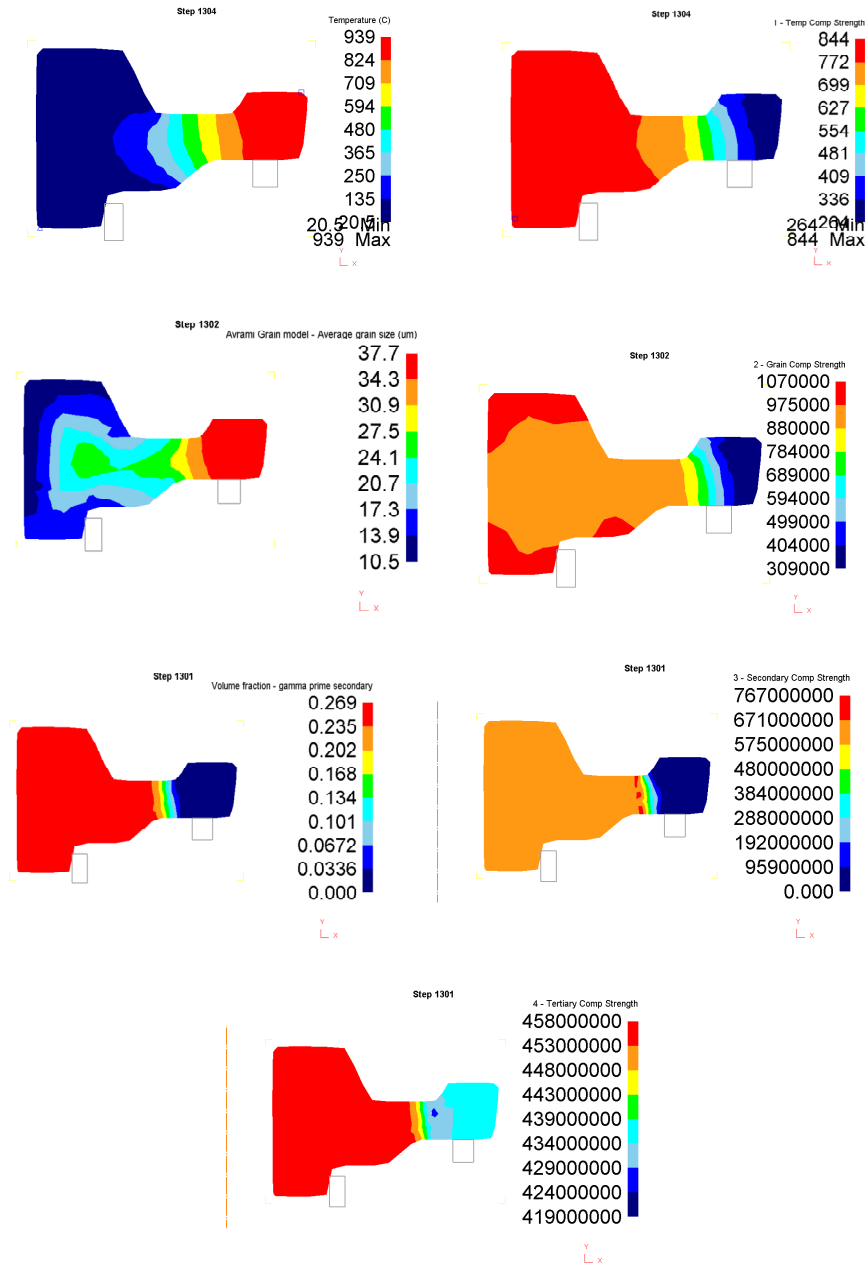 Step 1304
Temperature (C)
939
824
709
594
480
365
250
135
20.5
20.5 Min
939 Max
Y
X
Step 1304
1 - Temp Comp Strength
844
772
699
627
554
481
409
336
264
264 Min
844 Max
Y
X
Step 1302
Avrami Grain model - Average grain size (um)
37.7
34.3
30.9
27.5
24.1
20.7
17.3
13.9
10.5
Y
X
Step 1302
2 - Grain Comp Strength
1070000
975000
880000
784000
689000
594000
499000
404000
309000
Y
X
Step 1301
Volume fraction - gamma prime secondary
0.269
0.235
0.202
0.168
0.134
0.101
0.0672
0.0336
0.000
Y
X
Step 1301
3 - Secondary Comp Strength
767000000
671000000
575000000
480000000
384000000
288000000
192000000
95900000
0.000
Y
X
Step 1301
4 - Tertiary Comp Strength
458000000
453000000
448000000
443000000
439000000
434000000
429000000
424000000
419000000
Y
X